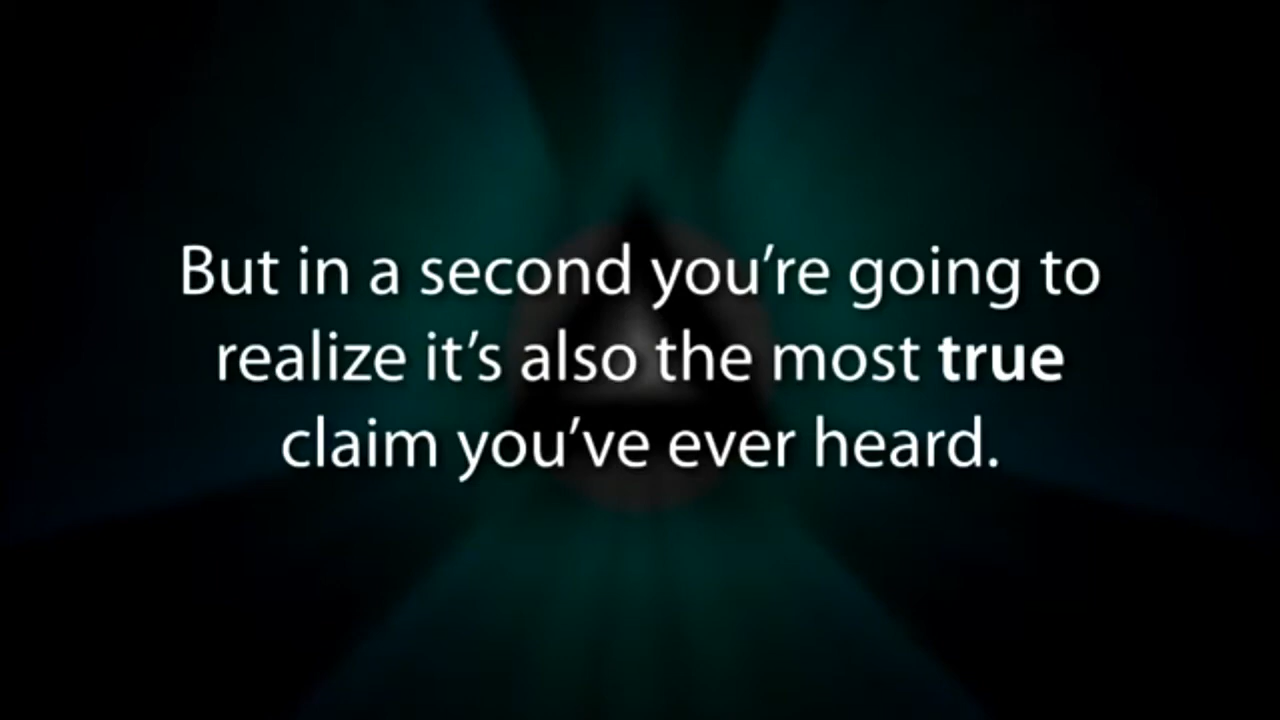 But in a second you’re going to
realize it’s also the most true
claim you’ve ever heard.